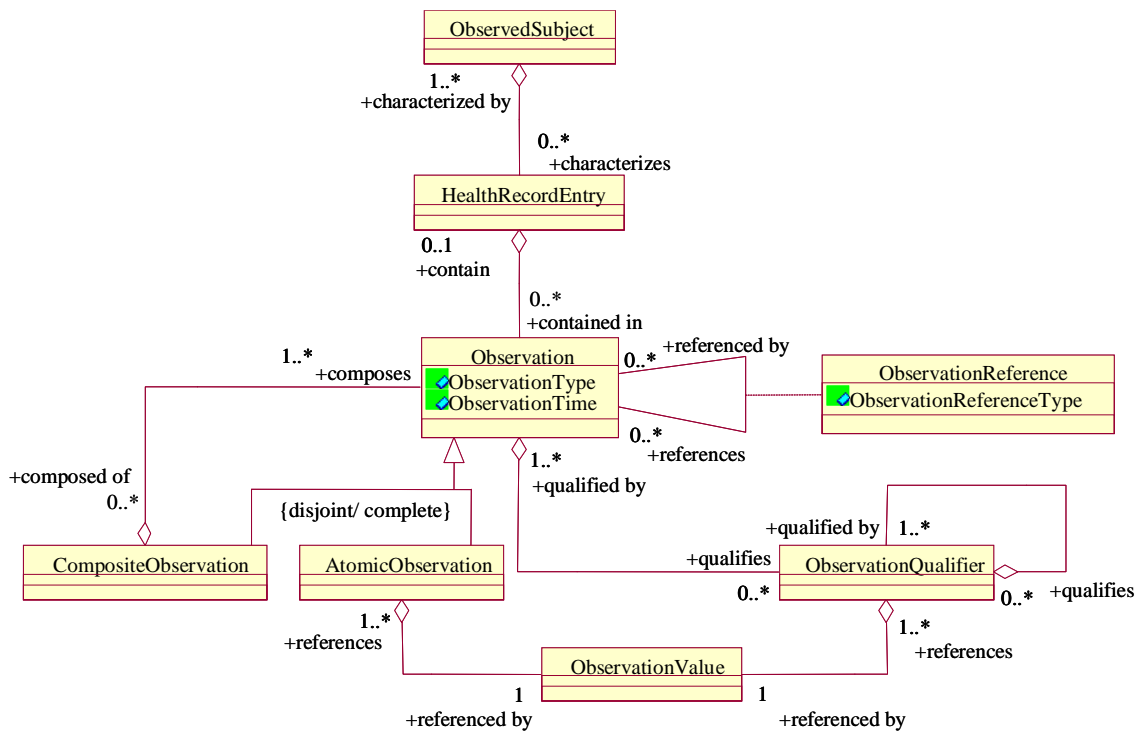 ObservedSubject
1..*
+characterized by
0..*
+characterizes
HealthRecordEntry
0..1
+contain
0..*
+contained in
Observation
ObservationType
ObservationTime
0..*
+referenced by
ObservationReference
ObservationReferenceType
1..*
+composes
0..*
+references
1..*
+qualified by
+composed of
0..*
{disjoint/ complete}
+qualified by
1..*
CompositeObservation
AtomicObservation
+qualifies
0..*
ObservationQualifier
0..*
+qualifies
1..*
+references
1..*
+references
ObservationValue
1
+referenced by
1
+referenced by